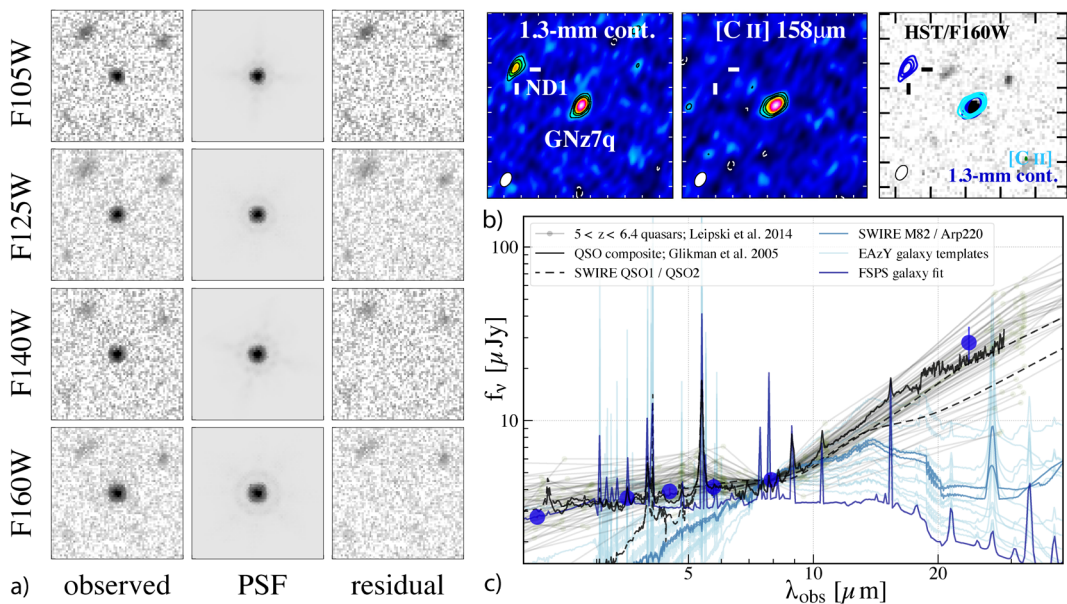 F105W
F125W
F140W
F160W
observed
PSF
residual
a)
1.3-mm cont.
ND1
GNz7q
[C II] 158μm
HST/F160W
[C II]
1.3-mm cont.
b)
5 < z < 6.4 quasars; Leipski et al. 2014
QSO composite; Glikman et al. 2005
SWIRE QSO1 / QSO2
SWIRE M82 / Arp220
EAzY galaxy templates
FSPS galaxy fit
100
10
fν [μJy]
5
10
20
λobs [μm]
c)